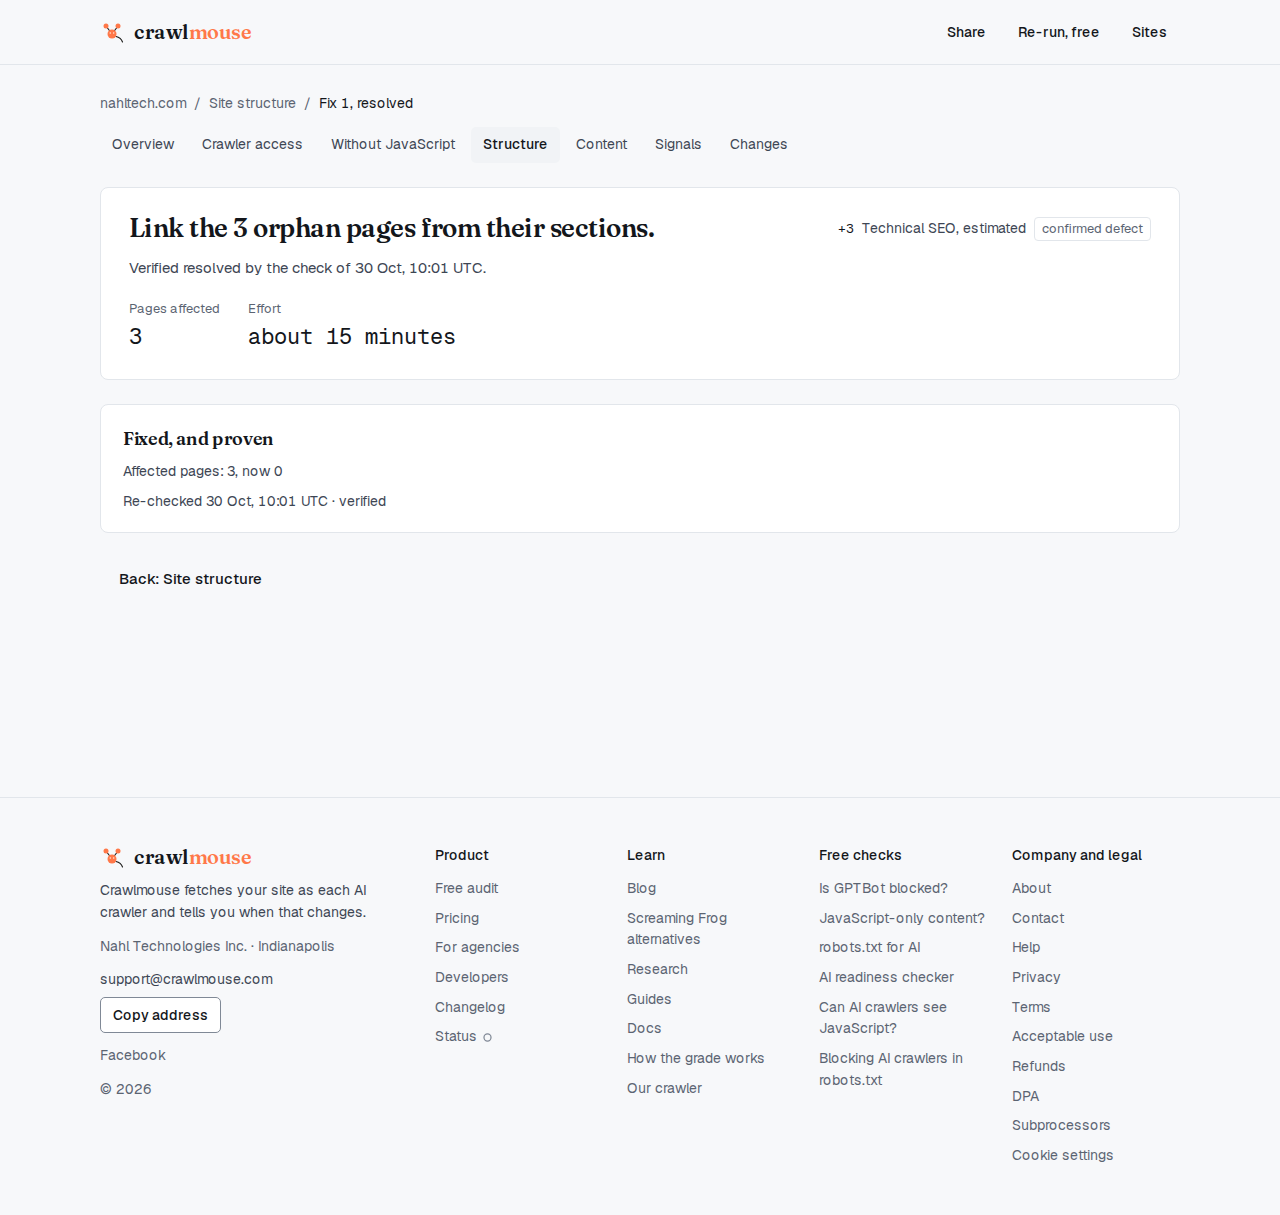 crawlmouse
Share Re-run, free Sites
nahltech.com / Site structure / Fix 1, resolved
Overview Crawler access Without JavaScript Structure Content Signals Changes
Link the 3 orphan pages from their sections.
+3 Technical SEO, estimated confirmed defect
Verified resolved by the check of 30 Oct, 10:01 UTC.
Pages affected
3
Effort
about 15 minutes
Fixed, and proven
Affected pages: 3, now 0
Re-checked 30 Oct, 10:01 UTC · verified
Back: Site structure
crawlmouse
Crawlmouse fetches your site as each AI
crawler and tells you when that changes.
Nahl Technologies Inc. · Indianapolis
support@crawlmouse.com
Copy address
Facebook
© 2026
Product
Free audit
Pricing
For agencies
Developers
Changelog
Status
Learn
Blog
Screaming Frog
alternatives
Research
Guides
Docs
How the grade works
Our crawler
Free checks
Is GPTBot blocked?
JavaScript-only content?
robots.txt for AI
AI readiness checker
Can AI crawlers see
JavaScript?
Blocking AI crawlers in
robots.txt
Company and legal
About
Contact
Help
Privacy
Terms
Acceptable use
Refunds
DPA
Subprocessors
Cookie settings